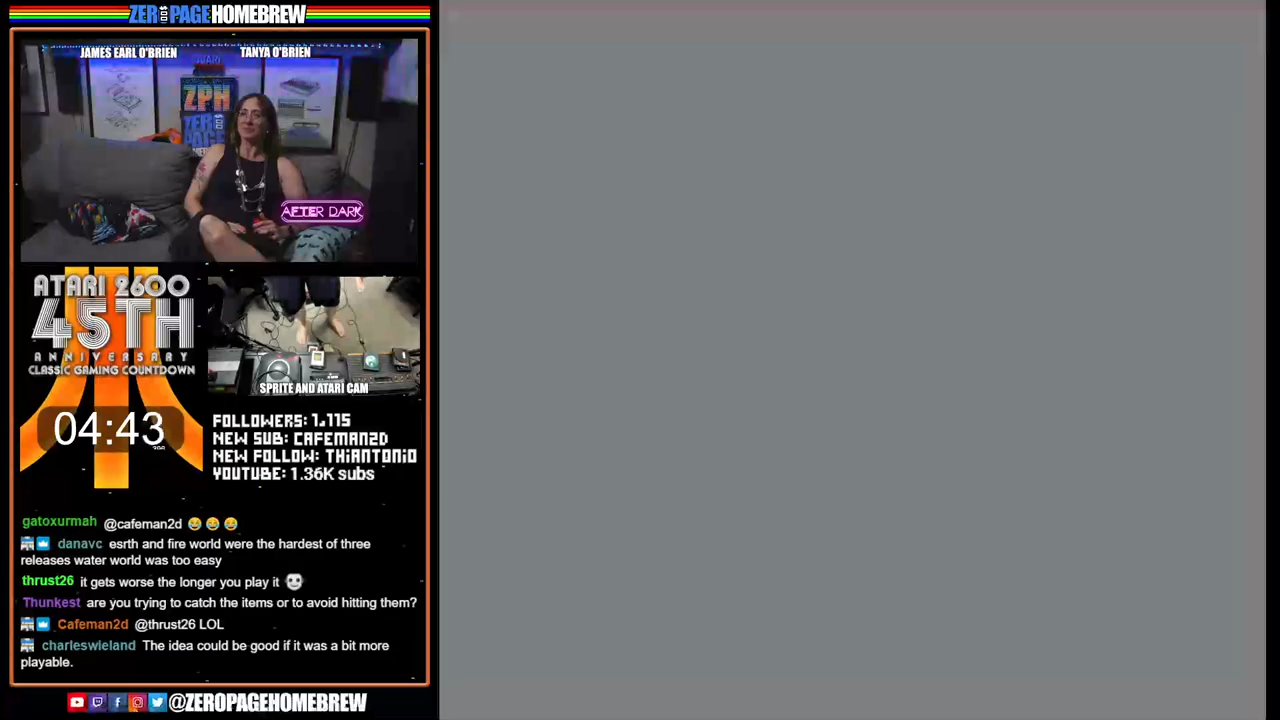 ZERO $00 PAGE HOMEBREW
JAMES EARL O'BRIEN
TANYA O'BRIEN
ZPH
AFTER DARK
ATARI 2600
45TH
ANNIVERSARY
CLASSIC GAMING COUNTDOWN
04:43
SPRITE AND ATARI CAM
FOLLOWERS: 1,115
NEW SUB: CAFEMAN2D
NEW FOLLOW: THIANTONIO
YOUTUBE: 1.36K subs
gatoxurmah @cafeman2d 😂 😂 😂
danavc esrth and fire world were the hardest of three
releases water world was too easy
thrust26 it gets worse the longer you play it
Thunkest are you trying to catch the items or to avoid hitting them?
Cafeman2d @thrust26 LOL
charleswieland The idea could be good if it was a bit more
playable.
@ZEROPAGEHOMEBREW